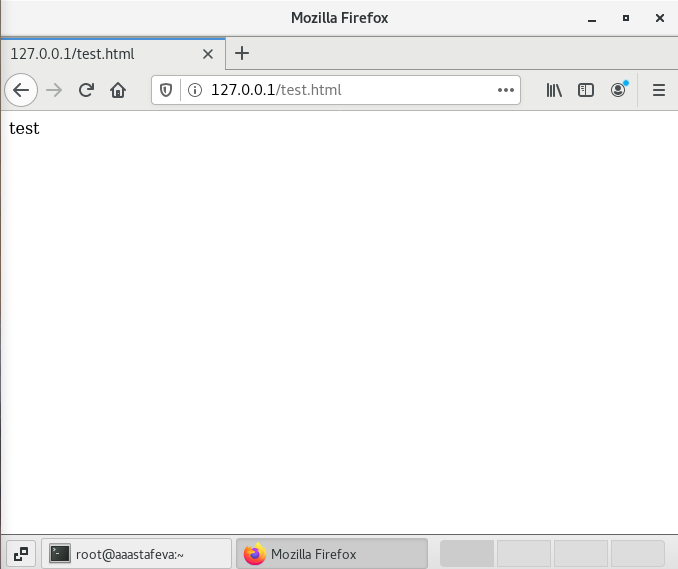 Mozilla Firefox
127.0.0.1/test.html
127.0.0.1/test.html
test
root@aaastafeva:~
Mozilla Firefox